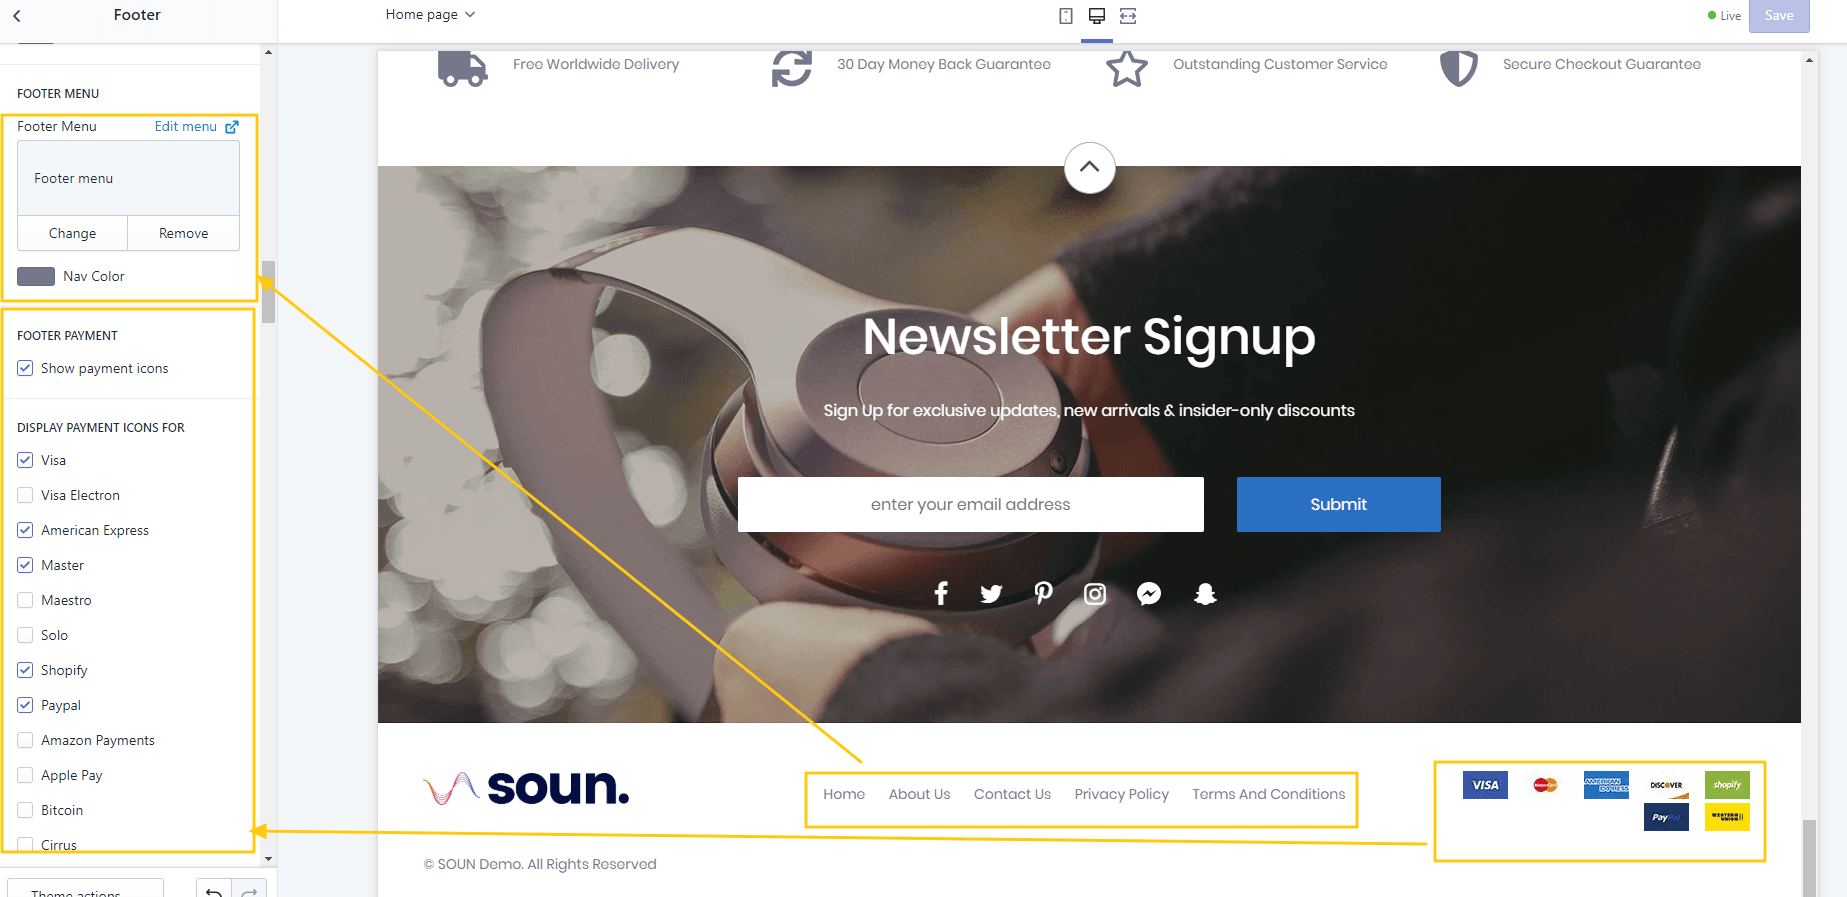 Footer
Home page
Live
Save
FOOTER MENU
Footer Menu
Edit menu
Footer menu
Change
Remove
Nav Color
FOOTER PAYMENT
Show payment icons
DISPLAY PAYMENT ICONS FOR
Visa
Visa Electron
American Express
Master
Maestro
Solo
Shopify
Paypal
Amazon Payments
Apple Pay
Bitcoin
Cirrus
Theme actions
Free Worldwide Delivery
30 Day Money Back Guarantee
Outstanding Customer Service
Secure Checkout Guarantee
Newsletter Signup
Sign Up for exclusive updates, new arrivals & insider-only discounts
enter your email address
Submit
soun.
Home
About Us
Contact Us
Privacy Policy
Terms And Conditions
VISA
MasterCard
AMERICAN EXPRESS
DISCOVER
shopify
PayPal
WESTERN UNION
© SOUN Demo. All Rights Reserved